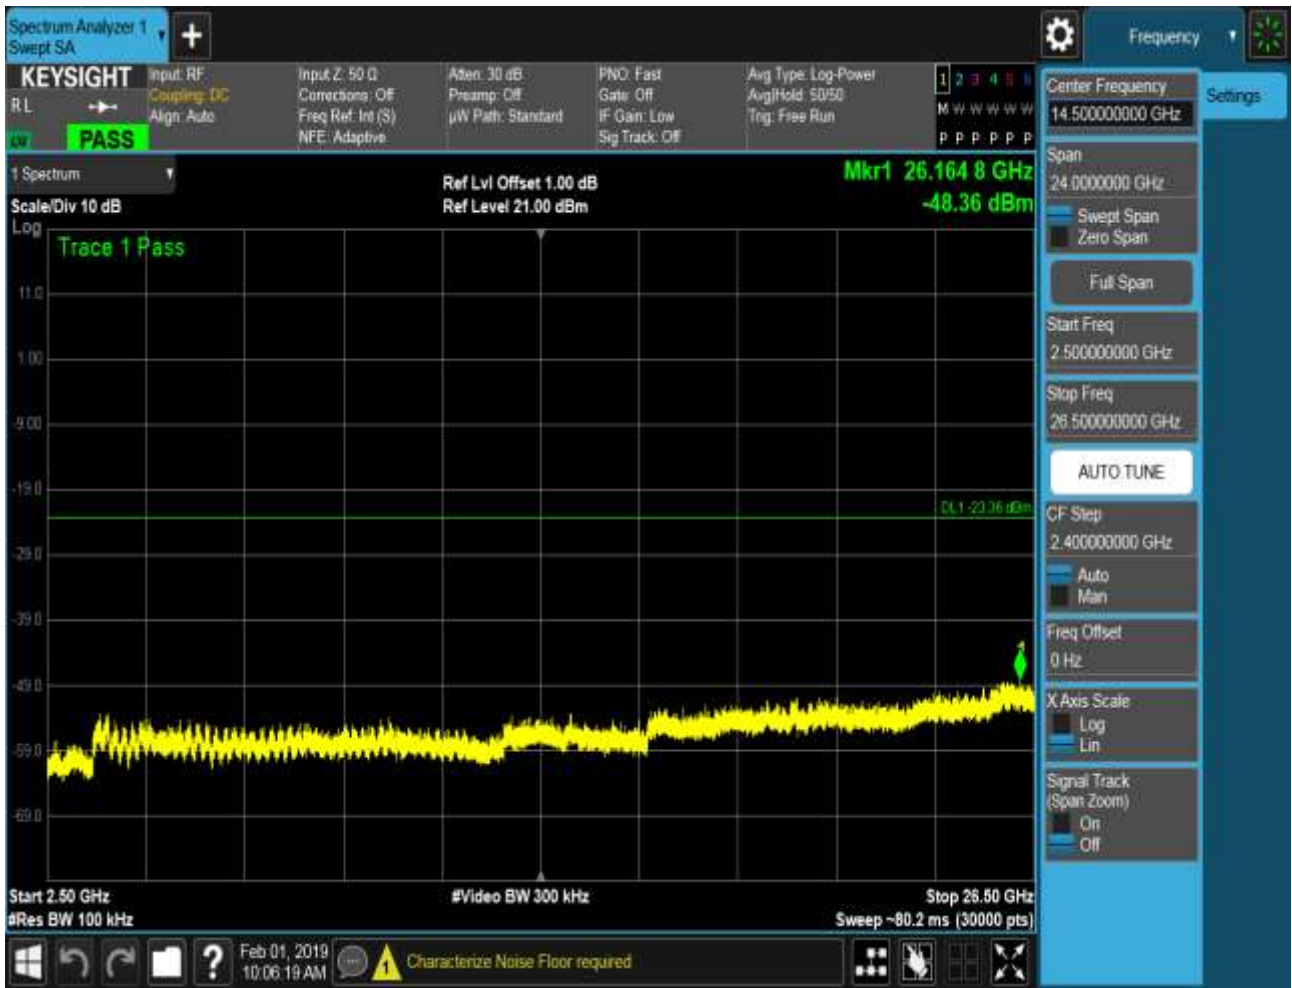 Spectrum Analyzer 1
Swept SA
Frequency
KEYSIGHT
R L
PASS
Input: RF
Coupling: DC
Align: Auto
Input Z: 50 Ω
Corrections: Off
Freq Ref: Int (S)
NFE: Adaptive
Atten: 30 dB
Preamp: Off
µW Path: Standard
PNO: Fast
Gate: Off
IF Gain: Low
Sig Track: Off
Avg Type: Log-Power
Avg|Hold: 50/50
Trig: Free Run
1 2 3 4 5 6
M W W W W W
P P P P P P
1 Spectrum
Scale/Div 10 dB
Log
Ref Lvl Offset 1.00 dB
Ref Level 21.00 dBm
Mkr1 26.164 8 GHz
-48.36 dBm
Trace 1 Pass
11.0
1.00
-9.00
-19.0
DL1 -23.36 dBm
-29.0
-39.0
1
-49.0
-59.0
-69.0
Start 2.50 GHz
#Res BW 100 kHz
#Video BW 300 kHz
Stop 26.50 GHz
Sweep ~80.2 ms (30000 pts)
Center Frequency
14.500000000 GHz
Settings
Span
24.0000000 GHz
Swept Span
Zero Span
Full Span
Start Freq
2.500000000 GHz
Stop Freq
26.500000000 GHz
AUTO TUNE
CF Step
2.400000000 GHz
Auto
Man
Freq Offset
0 Hz
X Axis Scale
Log
Lin
Signal Track
(Span Zoom)
On
Off
?
Feb 01, 2019
10:06:19 AM
1
Characterize Noise Floor required